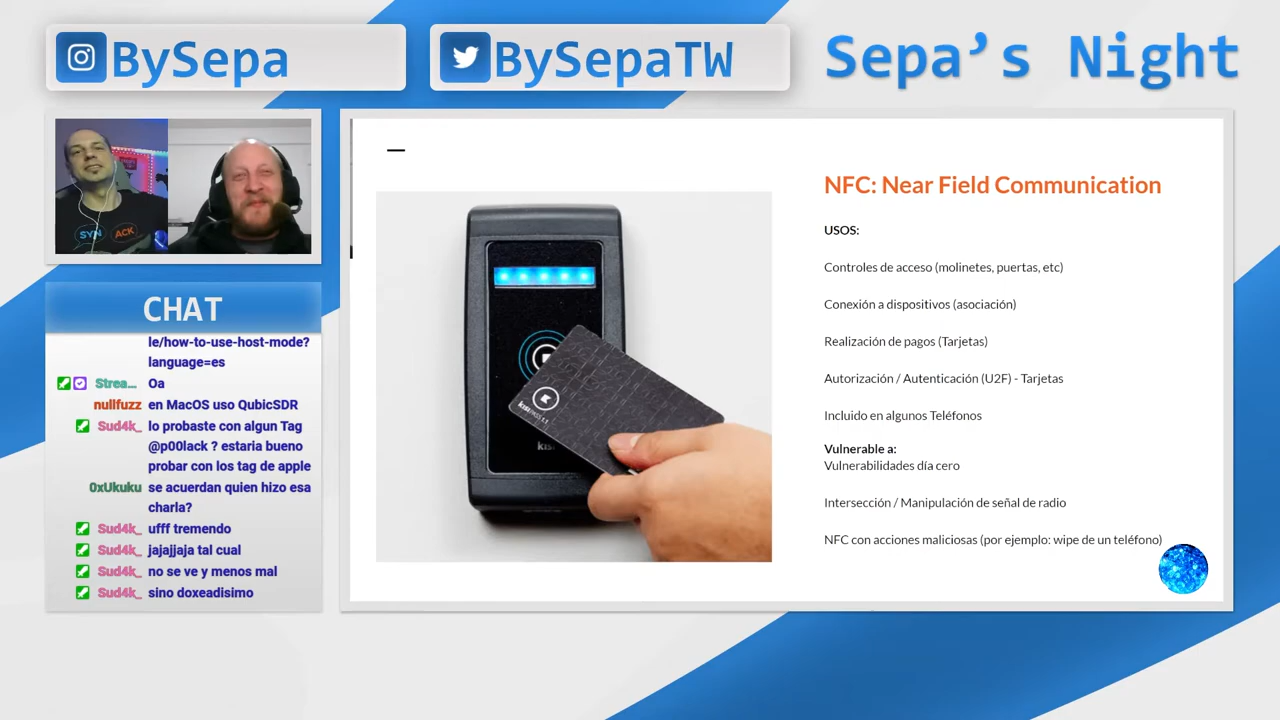 BySepa
BySepaTW
Sepa's Night
SYN
ACK
CHAT
le/how-to-use-host-mode?
language=es
Strea... Oa
nullfuzz en MacOS uso QubicSDR
Sud4k_ lo probaste con algun Tag
@p00lack ? estaria bueno
probar con los tag de apple
0xUkuku se acuerdan quien hizo esa
charla?
Sud4k_ ufff tremendo
Sud4k_ jajajjaja tal cual
Sud4k_ no se ve y menos mal
Sud4k_ sino doxeadisimo
NFC: Near Field Communication
USOS:
Controles de acceso (molinetes, puertas, etc)
Conexión a dispositivos (asociación)
Realización de pagos (Tarjetas)
Autorización / Autenticación (U2F) - Tarjetas
Incluido en algunos Teléfonos
Vulnerable a:
Vulnerabilidades día cero
Intersección / Manipulación de señal de radio
NFC con acciones maliciosas (por ejemplo: wipe de un teléfono)